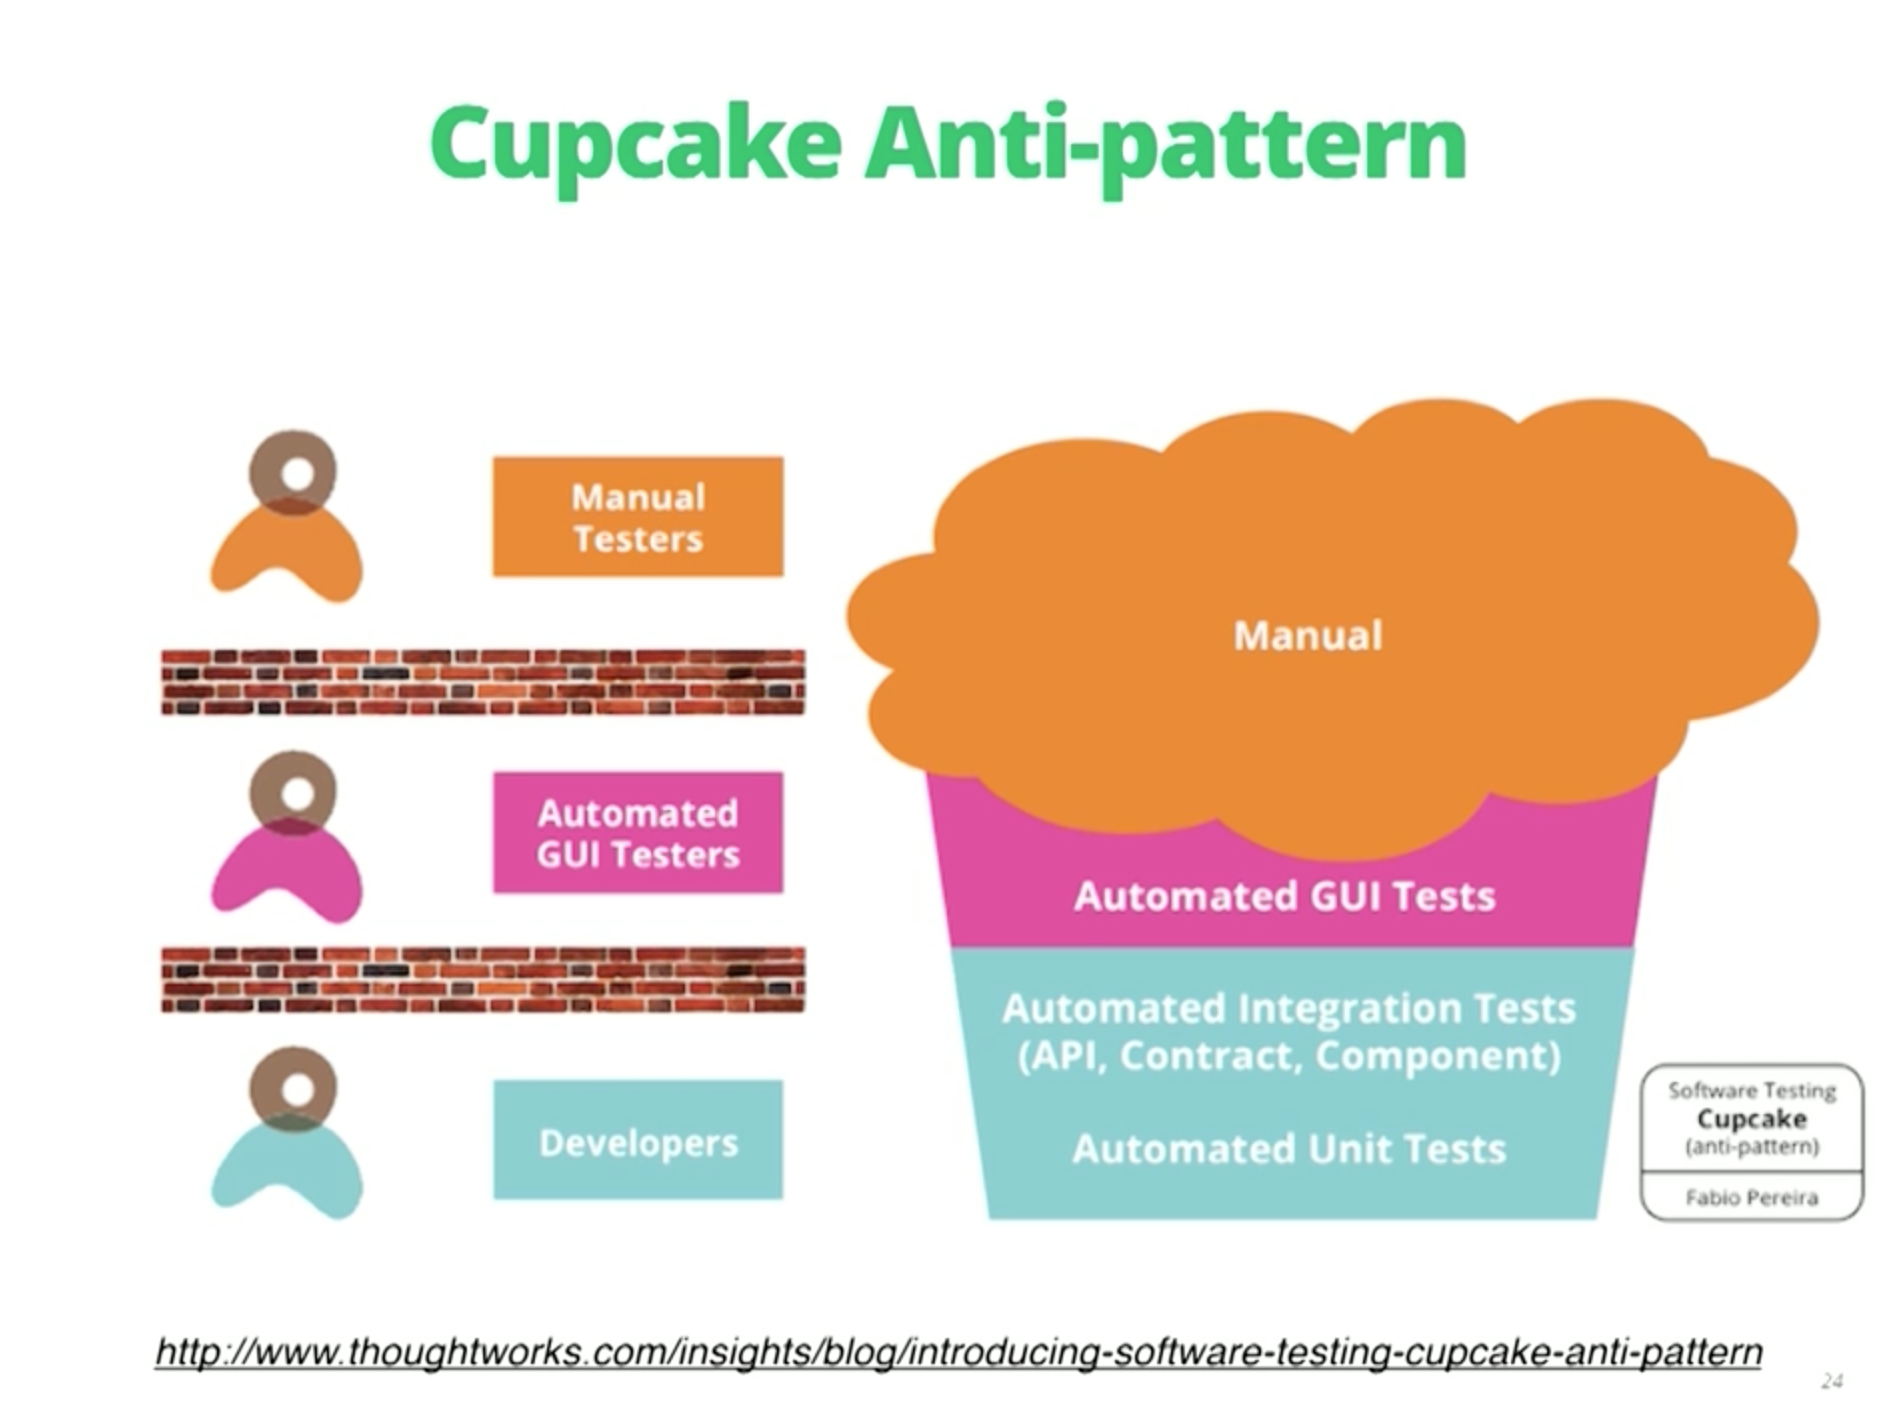 Cupcake Anti-pattern
Manual
Testers
Automated
GUI Testers
Developers
Manual
Automated GUI Tests
Automated Integration Tests
(API, Contract, Component)
Automated Unit Tests
Software Testing
Cupcake
(anti-pattern)
Fabio Pereira
http://www.thoughtworks.com/insights/blog/introducing-software-testing-cupcake-anti-pattern
24